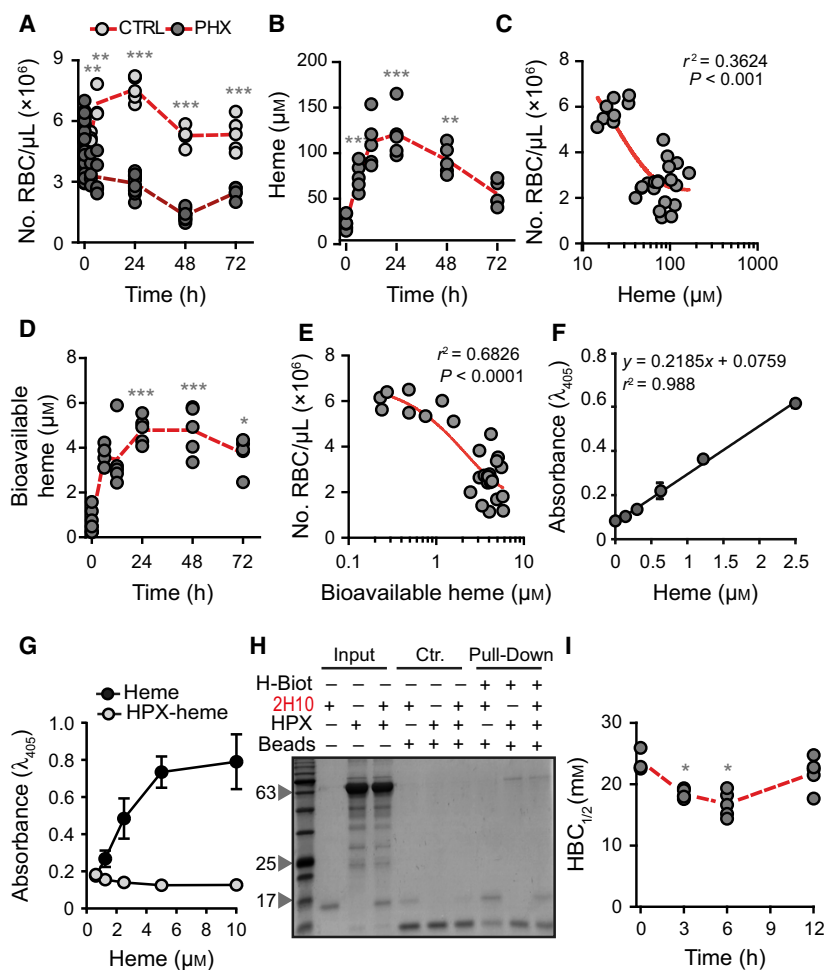 A
CTRL PHX
No. RBC/µL (×10⁶)
9
6
3
0
** ** *** *** ***
0 24 48 72
Time (h)
B
Heme (µM)
200
150
100
50
0
** *** **
0 24 48 72
Time (h)
C
No. RBC/µL (×10⁶)
8
6
4
2
0
r² = 0.3624
P < 0.001
10 100 1000
Heme (µM)
D
Bioavailable
heme (µM)
8
6
4
2
0
*** *** *
0 24 48 72
Time (h)
E
No. RBC/µL (×10⁶)
8
6
4
2
0
r² = 0.6826
P < 0.0001
0.1 1 10
Bioavailable heme (µM)
F
Absorbance (λ₄₀₅)
0.8
0.6
0.4
0.2
0
y = 0.2185x + 0.0759
r² = 0.988
0 0.5 1 1.5 2 2.5
Heme (µM)
G
Heme
HPX-heme
Absorbance (λ₄₀₅)
1.0
0.8
0.6
0.4
0.2
0
0 2 4 6 8 10
Heme (µM)
H
Input Ctr. Pull-Down
H-Biot – – – – – – + + +
2H10 + – + + – + + – +
HPX – + + – + + – + +
Beads – – – + + + + + +
63
25
17
I
HBC₁/₂ (mM)
30
20
10
0
* *
0 3 6 9 12
Time (h)